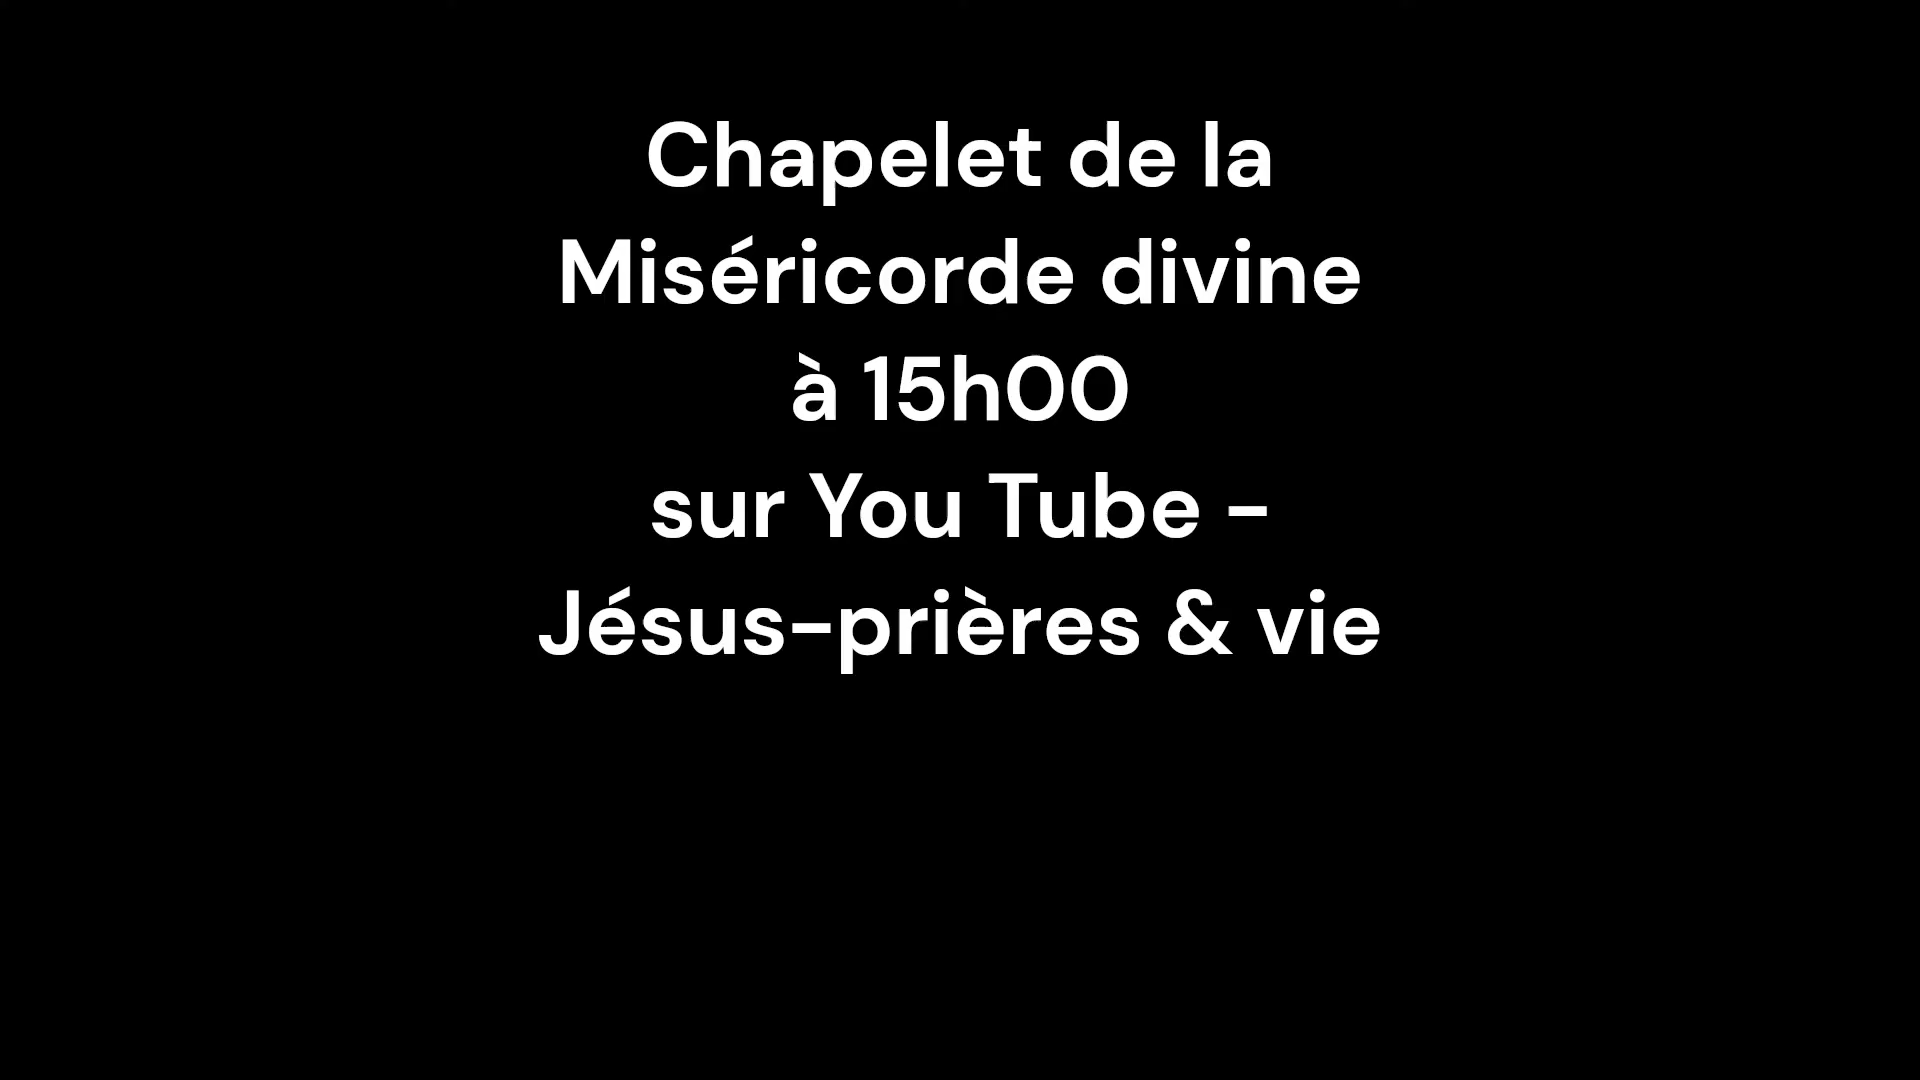 Chapelet de la
Miséricorde divine
à 15h00
sur You Tube -
Jésus-prières & vie